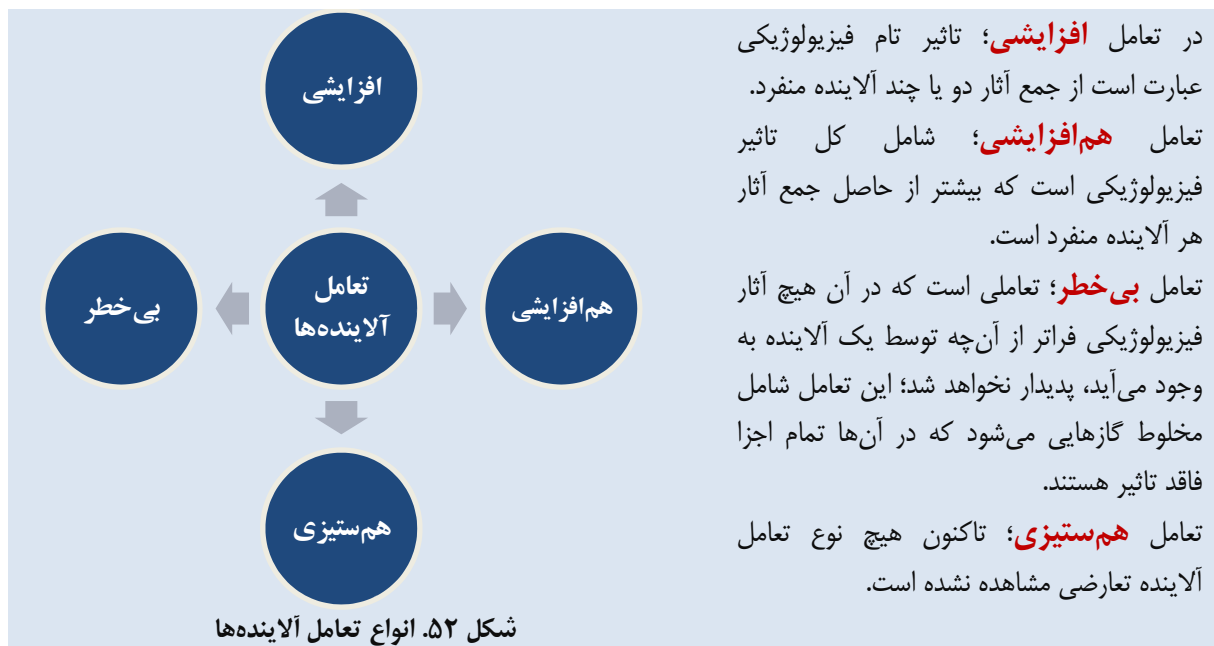 در تعامل افزایشی؛ تاثیر تام فیزیولوژیکی
عبارت است از جمع آثار دو یا چند آلاینده منفرد.
تعامل هم‌افزایشی؛ شامل کل تاثیر
فیزیولوژیکی است که بیشتر از حاصل جمع آثار
هر آلاینده منفرد است.
تعامل بی‌خطر؛ تعاملی است که در آن هیچ آثار
فیزیولوژیکی فراتر از آن‌چه توسط یک آلاینده به
وجود می‌آید، پدیدار نخواهد شد؛ این تعامل شامل
مخلوط گازهایی می‌شود که در آن‌ها تمام اجزا
فاقد تاثیر هستند.
تعامل هم‌ستیزی؛ تاکنون هیچ نوع تعامل
آلاینده تعارضی مشاهده نشده است.
افزایشی
هم‌افزایشی
تعامل
آلاینده‌ها
بی‌خطر
هم‌ستیزی
شکل ۵۲. انواع تعامل آلاینده‌ها